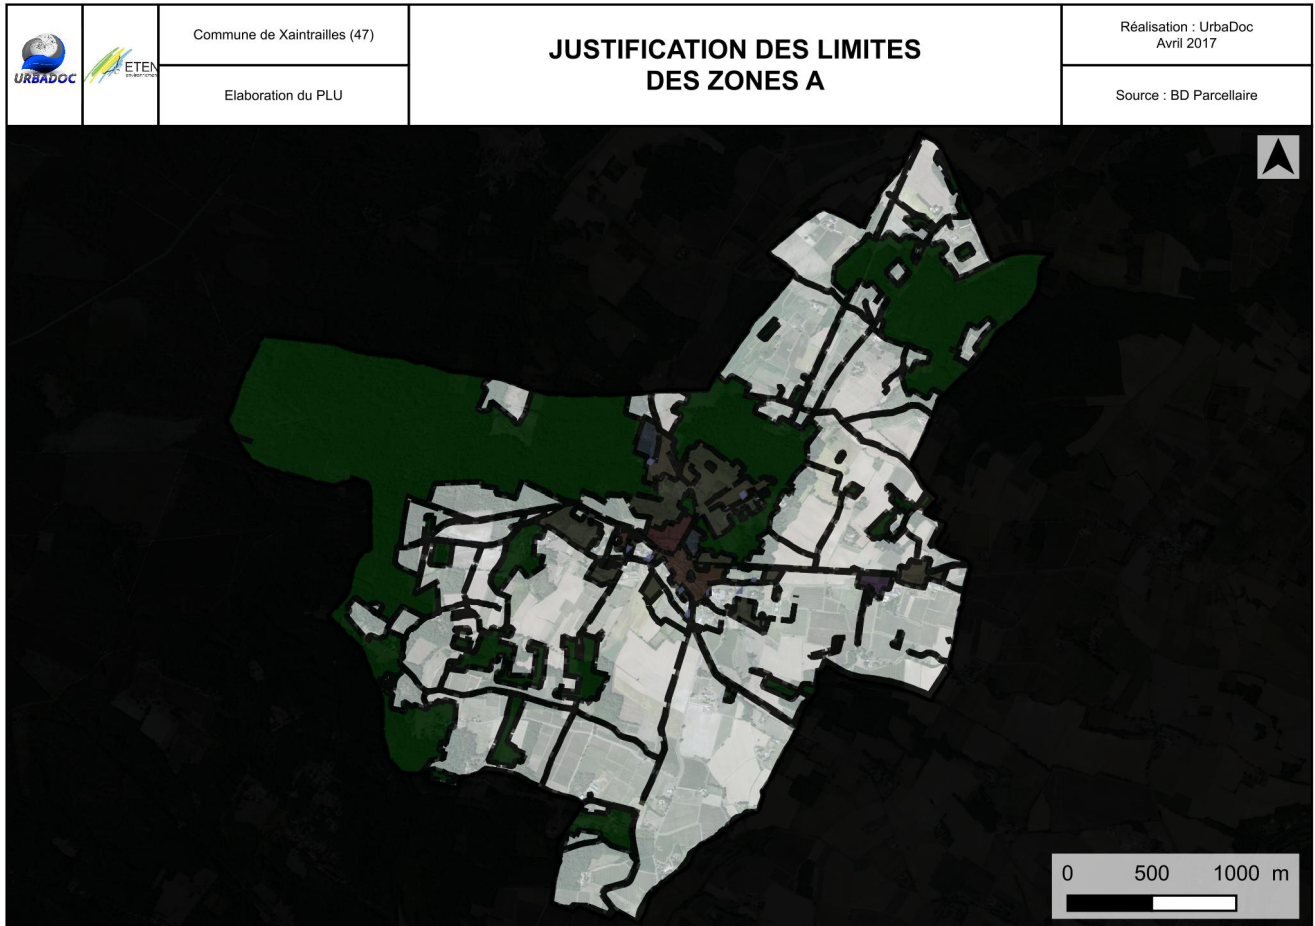 URBADOC
ETEN
environnement
Commune de Xaintrailles (47)
Elaboration du PLU
JUSTIFICATION DES LIMITES
DES ZONES A
Réalisation : UrbaDoc
Avril 2017
Source : BD Parcellaire
0 500 1000 m